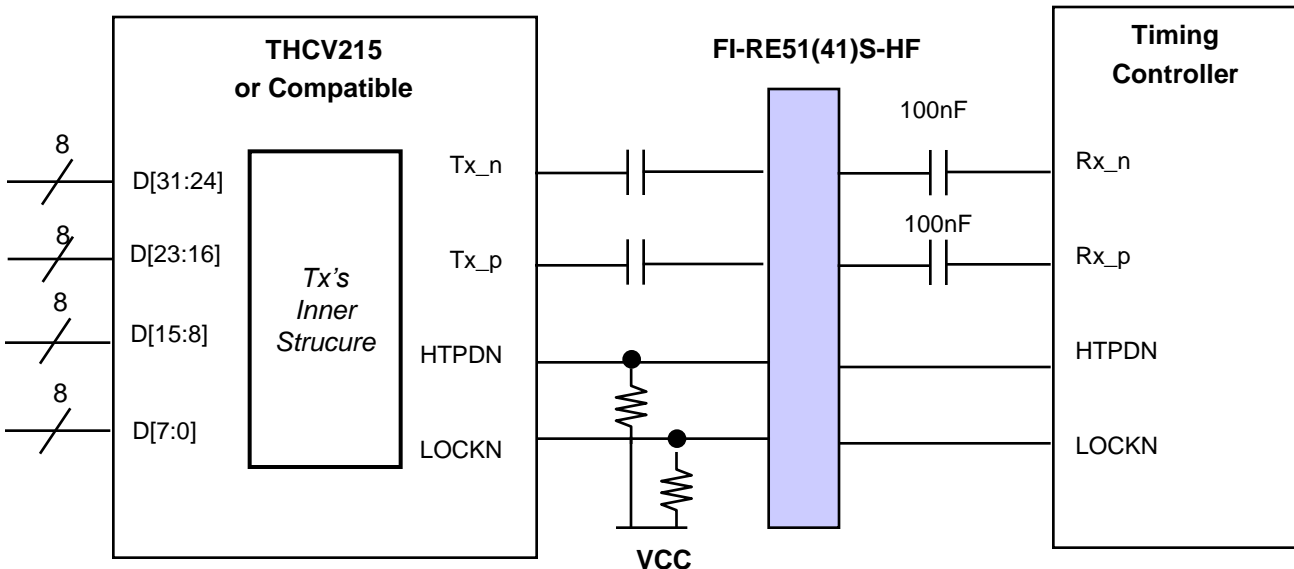 THCV215
or Compatible
8
D[31:24]
8
D[23:16]
8
D[15:8]
8
D[7:0]
Tx's
Inner
Strucure
Tx_n
Tx_p
HTPDN
LOCKN
VCC
FI-RE51(41)S-HF
100nF
100nF
Timing
Controller
Rx_n
Rx_p
HTPDN
LOCKN